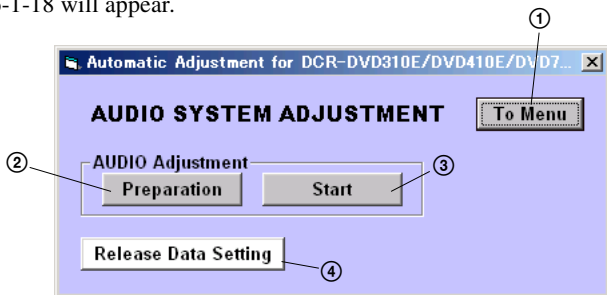 -1-18 will appear.
①
Automatic Adjustment for DCR-DVD310E/DVD410E/DVD7...
AUDIO SYSTEM ADJUSTMENT
To Menu
② AUDIO Adjustment ③
Preparation Start
Release Data Setting
④